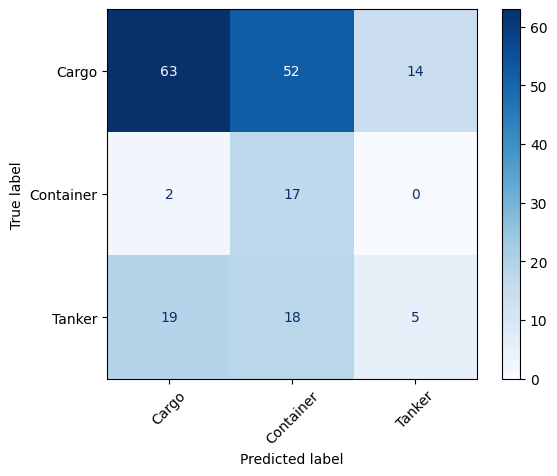 Cargo 63 52 14
Container 2 17 0
Tanker 19 18 5
Cargo Container Tanker
Predicted label
True label
60
50
40
30
20
10
0